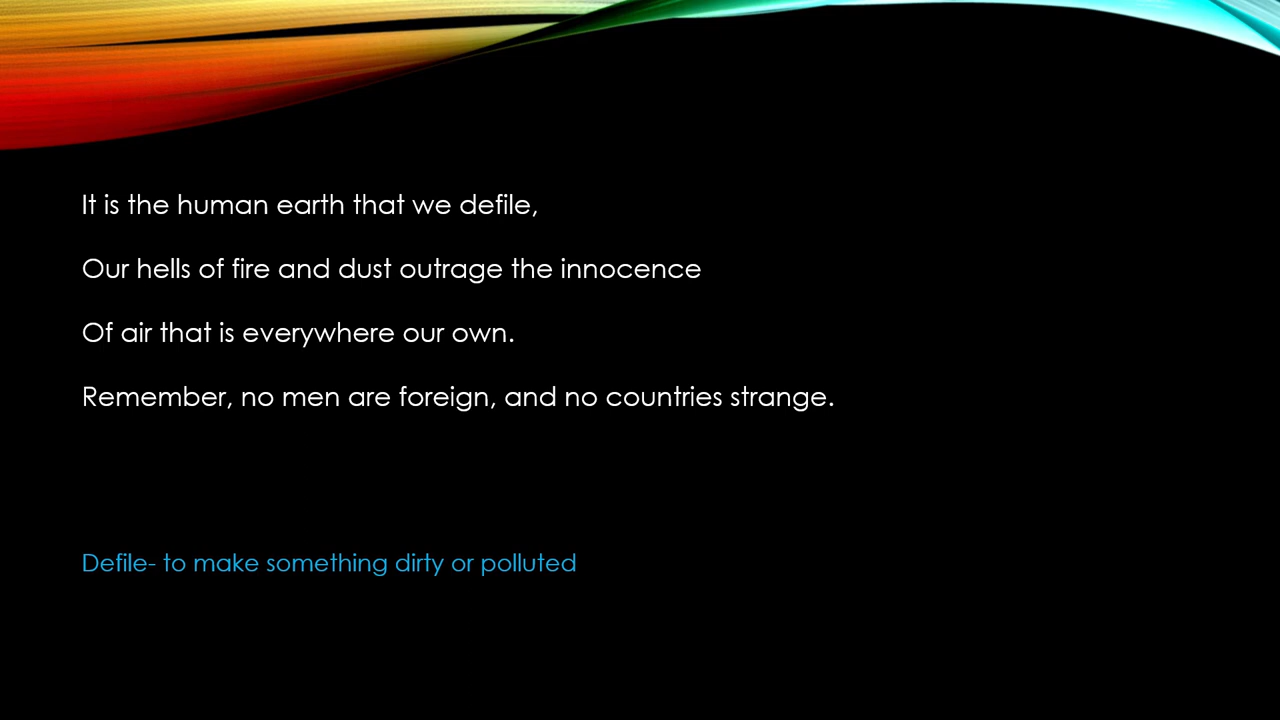 It is the human earth that we defile,
Our hells of fire and dust outrage the innocence
Of air that is everywhere our own.
Remember, no men are foreign, and no countries strange.
Defile- to make something dirty or polluted